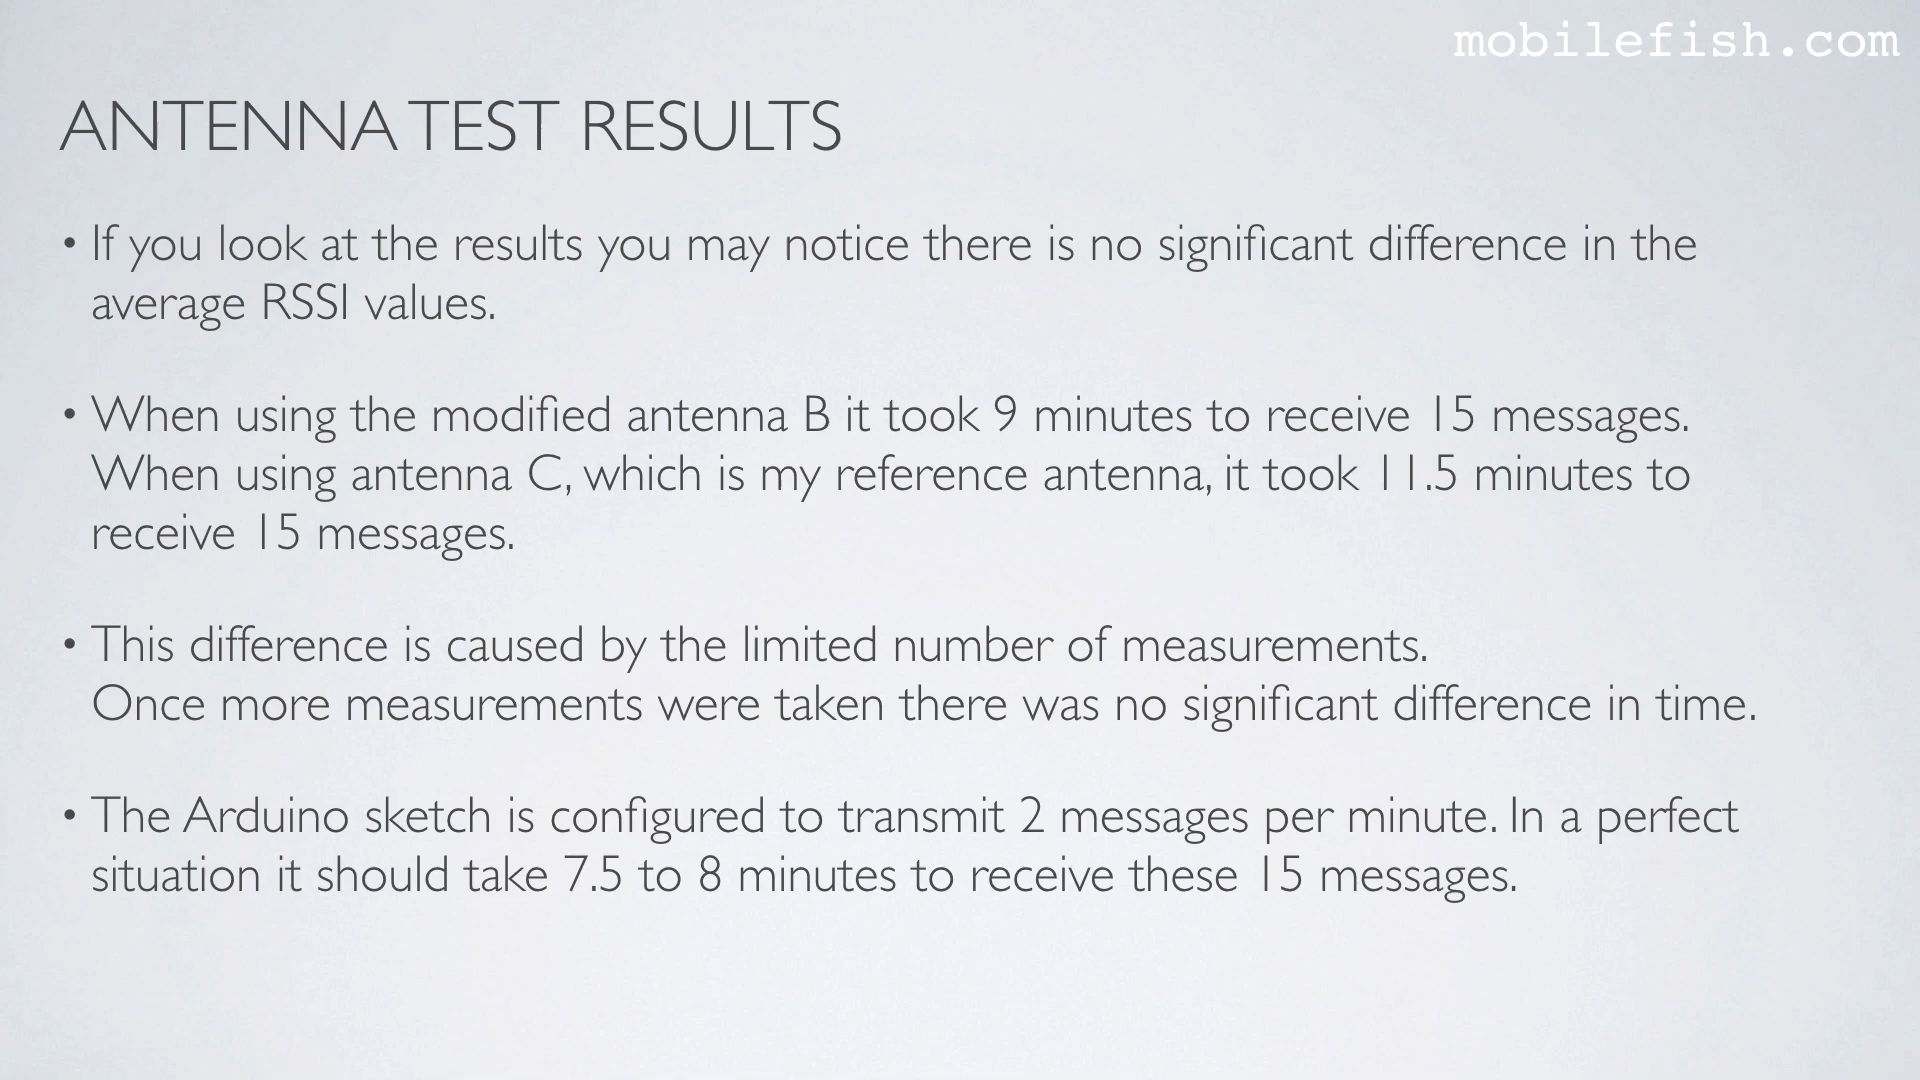 mobilefish.com
ANTENNA TEST RESULTS
• If you look at the results you may notice there is no significant difference in the
average RSSI values.
• When using the modified antenna B it took 9 minutes to receive 15 messages.
When using antenna C, which is my reference antenna, it took 11.5 minutes to
receive 15 messages.
• This difference is caused by the limited number of measurements.
Once more measurements were taken there was no significant difference in time.
• The Arduino sketch is configured to transmit 2 messages per minute. In a perfect
situation it should take 7.5 to 8 minutes to receive these 15 messages.